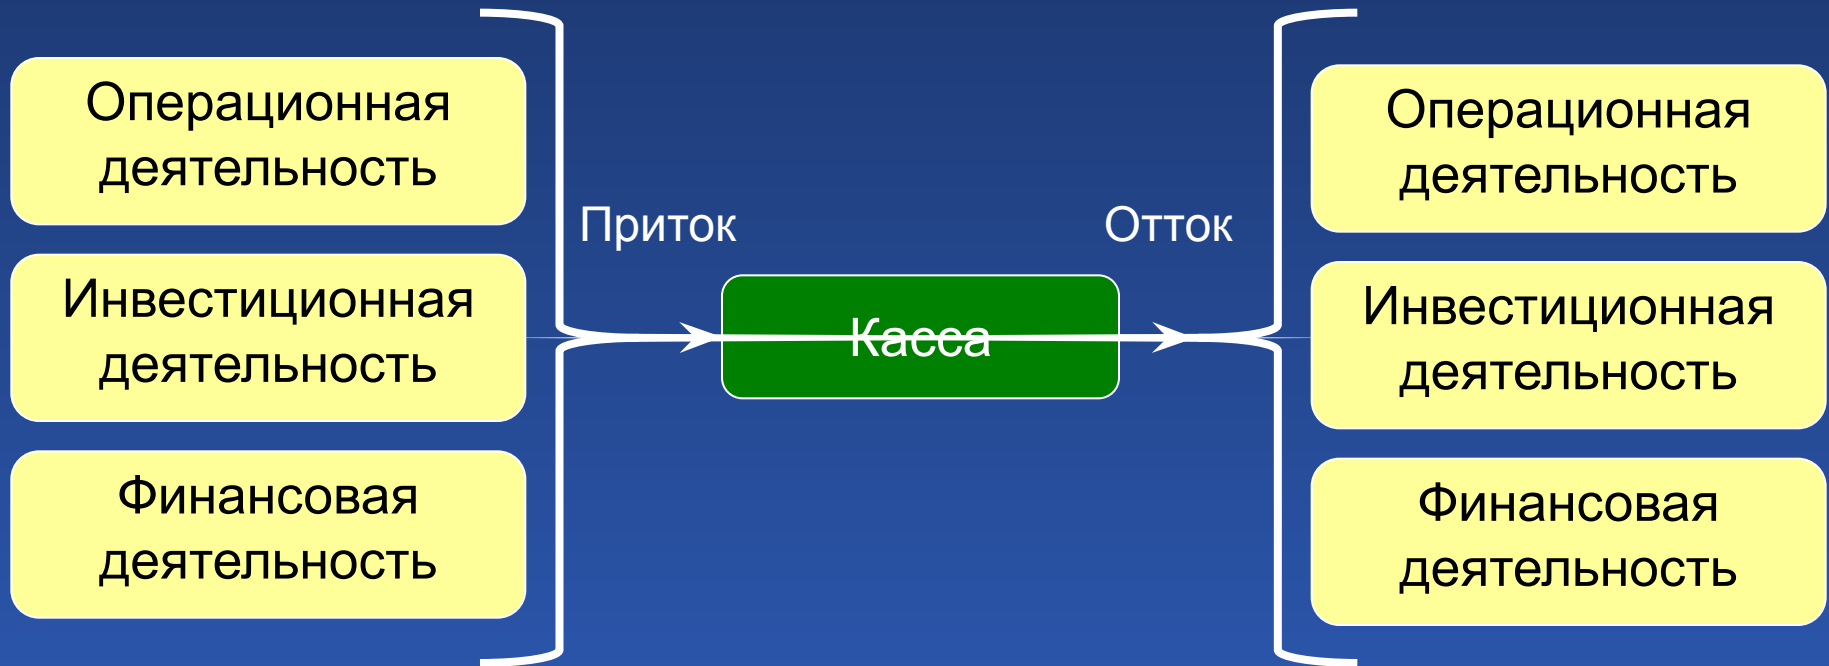 Операционная
деятельность
Инвестиционная
деятельность
Финансовая
деятельность
Приток
Касса
Отток
Операционная
деятельность
Инвестиционная
деятельность
Финансовая
деятельность